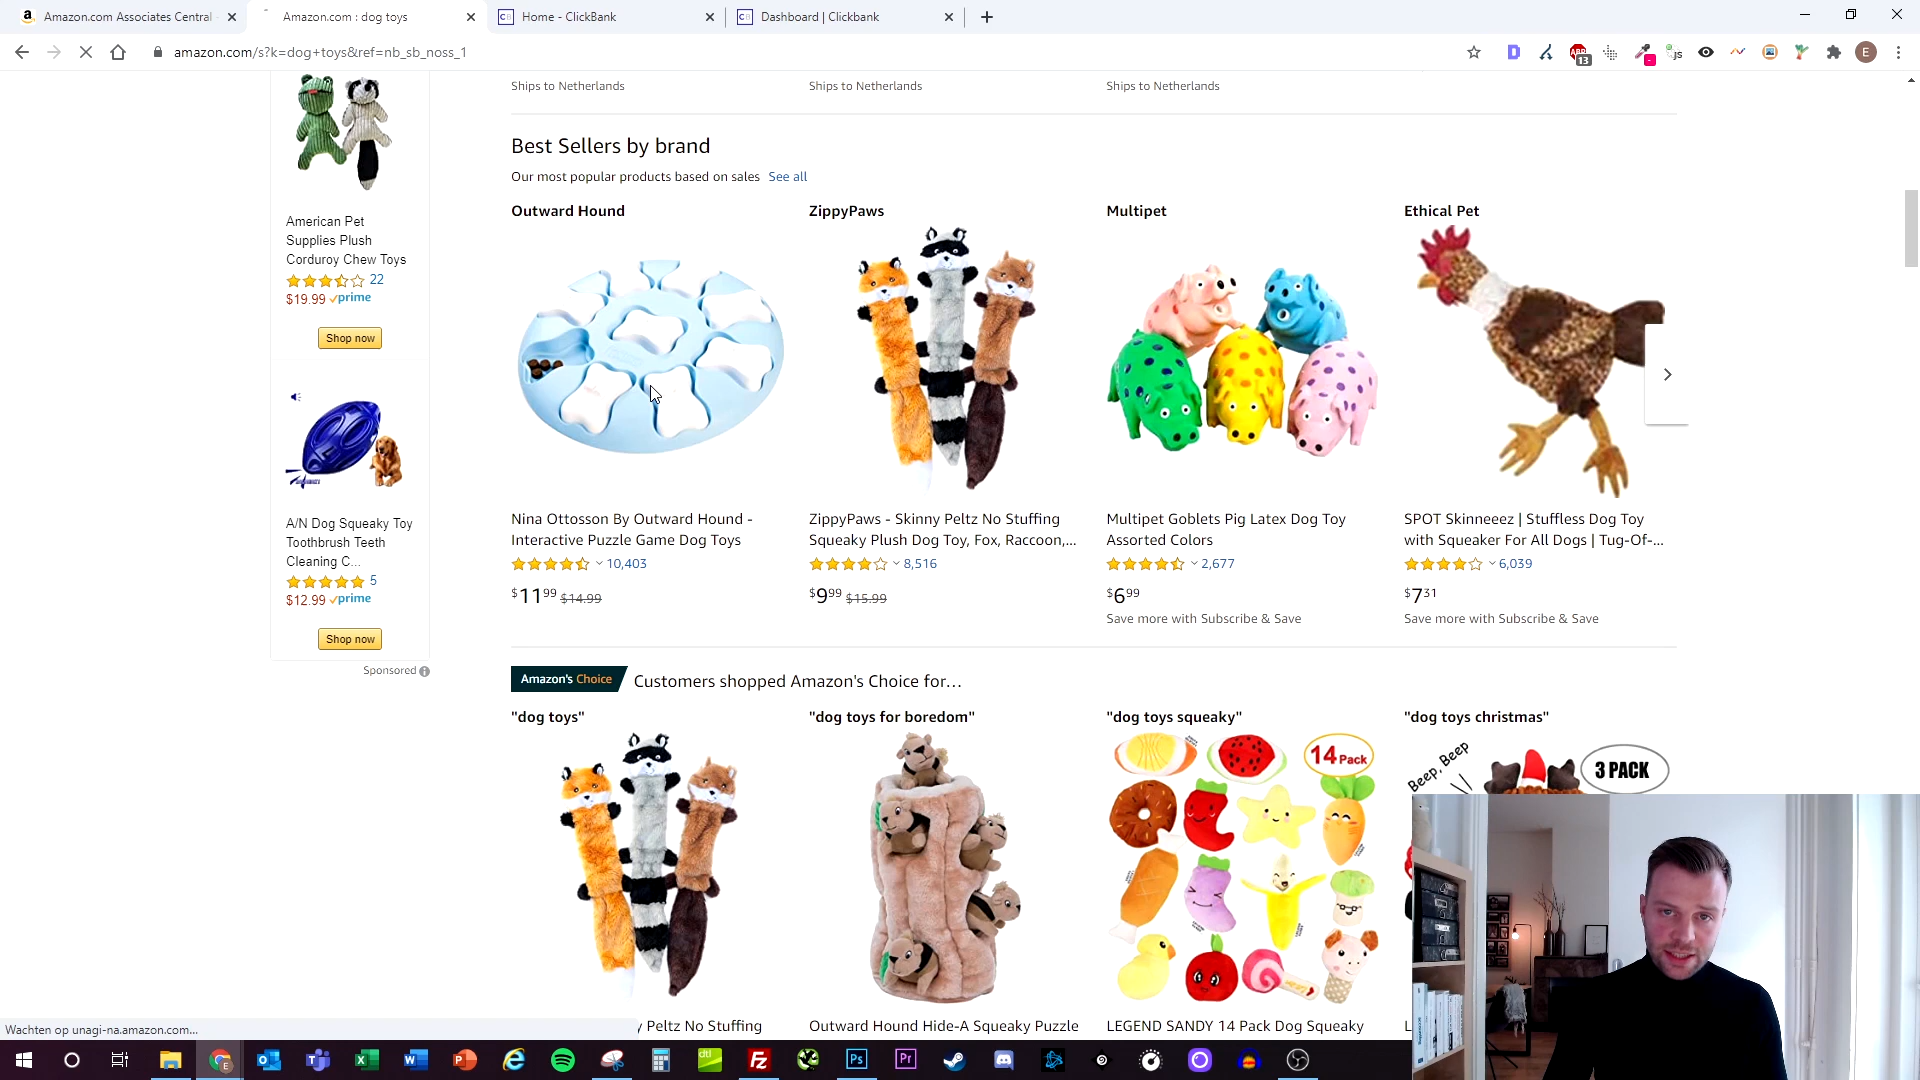 Amazon.com Associates Central
Amazon.com : dog toys
Home - ClickBank
Dashboard | Clickbank
amazon.com/s?k=dog+toys&ref=nb_sb_noss_1
13
JS
E
Ships to Netherlands
Ships to Netherlands
Ships to Netherlands
Best Sellers by brand
Our most popular products based on sales See all
Outward Hound
ZippyPaws
Multipet
Ethical Pet
American Pet
Supplies Plush
Corduroy Chew Toys
22
$19.99 prime
Shop now
A/N Dog Squeaky Toy
Toothbrush Teeth
Cleaning C...
5
$12.99 prime
Shop now
Sponsored
Nina Ottosson By Outward Hound -
Interactive Puzzle Game Dog Toys
10,403
$11 99 $14.99
ZippyPaws - Skinny Peltz No Stuffing
Squeaky Plush Dog Toy, Fox, Raccoon,...
8,516
$9 99 $15.99
Multipet Goblets Pig Latex Dog Toy
Assorted Colors
2,677
$6 99
Save more with Subscribe & Save
SPOT Skinneeez | Stuffless Dog Toy
with Squeaker For All Dogs | Tug-Of-...
6,039
$7 31
Save more with Subscribe & Save
Amazon's Choice Customers shopped Amazon's Choice for...
"dog toys"
"dog toys for boredom"
"dog toys squeaky"
"dog toys christmas"
14 Pack
Beep, Beep
3 PACK
y Peltz No Stuffing
Outward Hound Hide-A Squeaky Puzzle
LEGEND SANDY 14 Pack Dog Squeaky
L
Wachten op unagi-na.amazon.com...